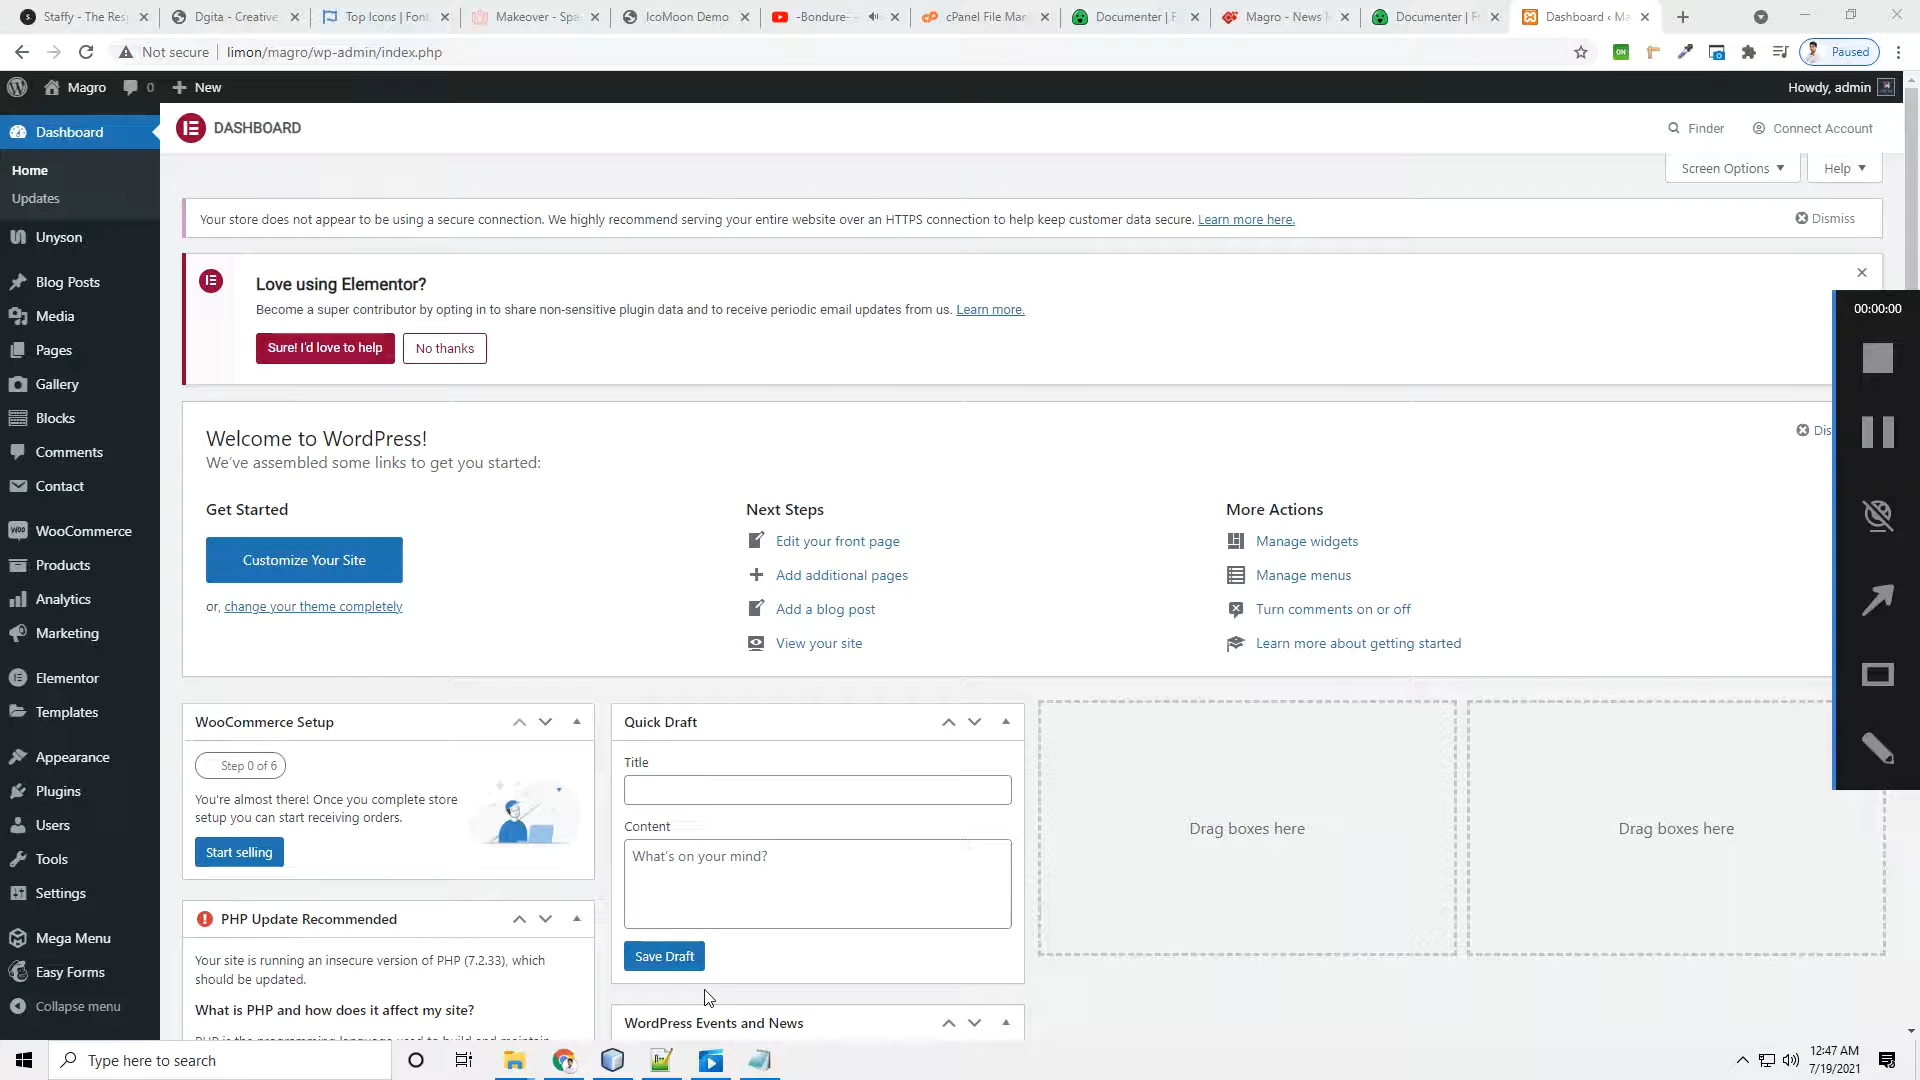 Staffy - The Res
Dgita - Creative
Top Icons | Font
Makeover - Spa
IcoMoon Demo
-Bondure-
cPanel File Man
Documenter | F
Magro - News
Documenter | Fr
Dashboard ‹ Ma
Not secure
limon/magro/wp-admin/index.php
ON
Paused
Magro
0
New
Howdy, admin
Dashboard
Home
Updates
Unyson
Blog Posts
Media
Pages
Gallery
Blocks
Comments
Contact
WooCommerce
Products
Analytics
Marketing
Elementor
Templates
Appearance
Plugins
Users
Tools
Settings
Mega Menu
Easy Forms
Collapse menu
DASHBOARD
Finder
Connect Account
Screen Options
Help
Your store does not appear to be using a secure connection. We highly recommend serving your entire website over an HTTPS connection to help keep customer data secure. Learn more here.
Dismiss
Love using Elementor?
Become a super contributor by opting in to share non-sensitive plugin data and to receive periodic email updates from us. Learn more.
Sure! I'd love to help
No thanks
00:00:00
Welcome to WordPress!
We've assembled some links to get you started:
Dis
Get Started
Customize Your Site
or, change your theme completely
Next Steps
Edit your front page
Add additional pages
Add a blog post
View your site
More Actions
Manage widgets
Manage menus
Turn comments on or off
Learn more about getting started
WooCommerce Setup
Step 0 of 6
You're almost there! Once you complete store
setup you can start receiving orders.
Start selling
PHP Update Recommended
Your site is running an insecure version of PHP (7.2.33), which
should be updated.
What is PHP and how does it affect my site?
Quick Draft
Title
Content
What's on your mind?
Save Draft
WordPress Events and News
Drag boxes here
Drag boxes here
Type here to search
12:47 AM
7/19/2021